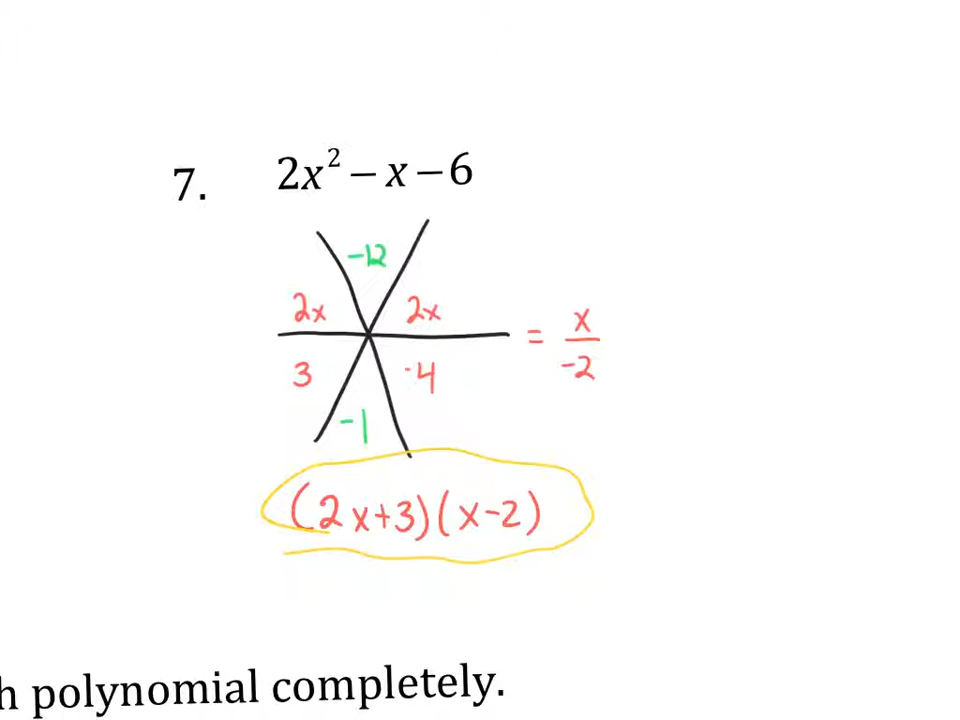 7. 2x² − x − 6
-12
2x 2x
= x/-2
3 -4
-1
(2x+3)(x-2)
h polynomial completely.